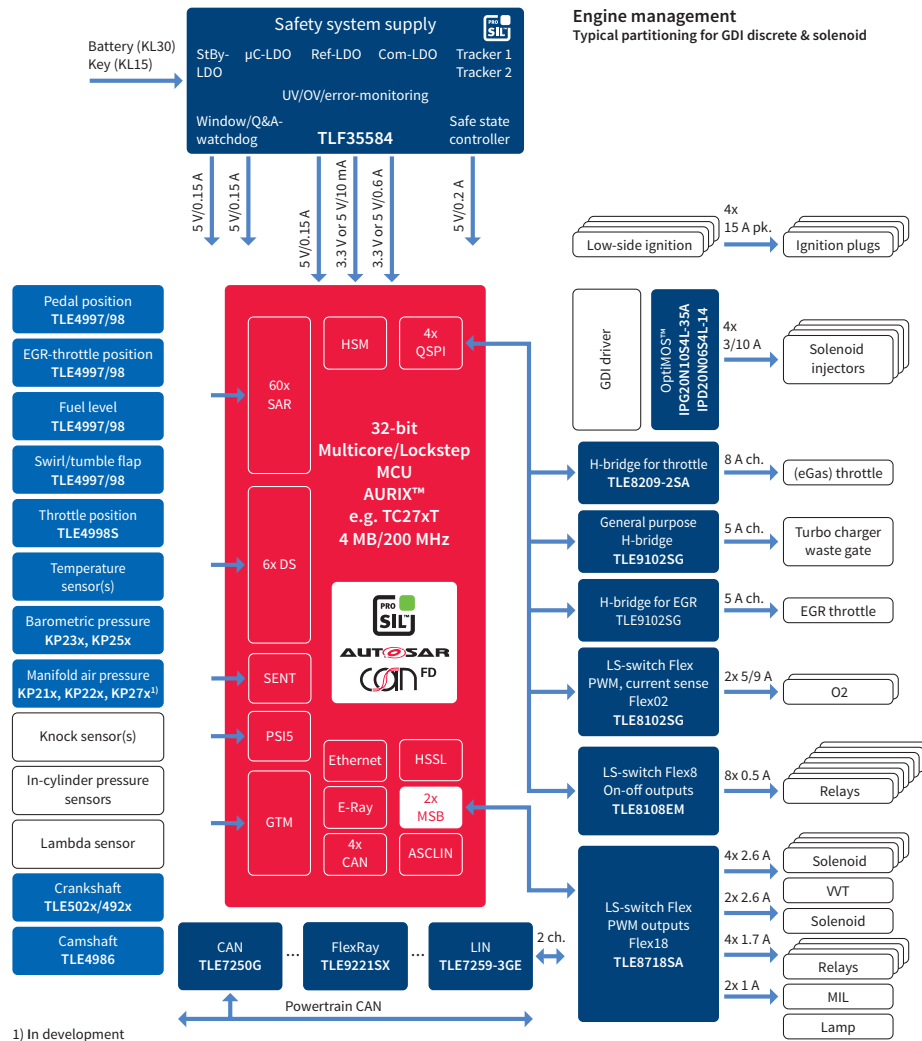 Engine management
Typical partitioning for GDI discrete & solenoid
Safety system supply
PRO
SIL™
Battery (KL30)
Key (KL15)
StBy-
LDO
µC-LDO
Ref-LDO
Com-LDO
Tracker 1
Tracker 2
UV/OV/error-monitoring
Window/Q&A-
watchdog
TLF35584
Safe state
controller
5 V/0.15 A
5 V/0.15 A
5 V/0.15 A
3.3 V or 5 V/10 mA
3.3 V or 5 V/0.6 A
5 V/0.2 A
Pedal position
TLE4997/98
EGR-throttle position
TLE4997/98
Fuel level
TLE4997/98
Swirl/tumble flap
TLE4997/98
Throttle position
TLE4998S
Temperature
sensor(s)
Barometric pressure
KP23x, KP25x
Manifold air pressure
KP21x, KP22x, KP27x1)
Knock sensor(s)
In-cylinder pressure
sensors
Lambda sensor
Crankshaft
TLE502x/492x
Camshaft
TLE4986
60x
SAR
HSM
4x
QSPI
32-bit
Multicore/Lockstep
MCU
AURIX™
e.g. TC27xT
4 MB/200 MHz
6x DS
PRO
SIL™
AUTOSAR
CAN FD
SENT
PSI5
GTM
Ethernet
HSSL
E-Ray
2x
MSB
4x
CAN
ASCLIN
CAN
TLE7250G
...
FlexRay
TLE9221SX
...
LIN
TLE7259-3GE
2 ch.
Powertrain CAN
Low-side ignition
4x
15 A pk.
Ignition plugs
GDI driver
OptiMOS™
IPG20N10S4L-35A
IPD20N06S4L-14
4x
3/10 A
Solenoid
injectors
H-bridge for throttle
TLE8209-2SA
8 A ch.
(eGas) throttle
General purpose
H-bridge
TLE9102SG
5 A ch.
Turbo charger
waste gate
H-bridge for EGR
TLE9102SG
5 A ch.
EGR throttle
LS-switch Flex
PWM, current sense
Flex02
TLE8102SG
2x 5/9 A
O2
LS-switch Flex8
On-off outputs
TLE8108EM
8x 0.5 A
Relays
LS-switch Flex
PWM outputs
Flex18
TLE8718SA
4x 2.6 A
Solenoid
VVT
2x 2.6 A
Solenoid
4x 1.7 A
Relays
2x 1 A
MIL
Lamp
1) In development